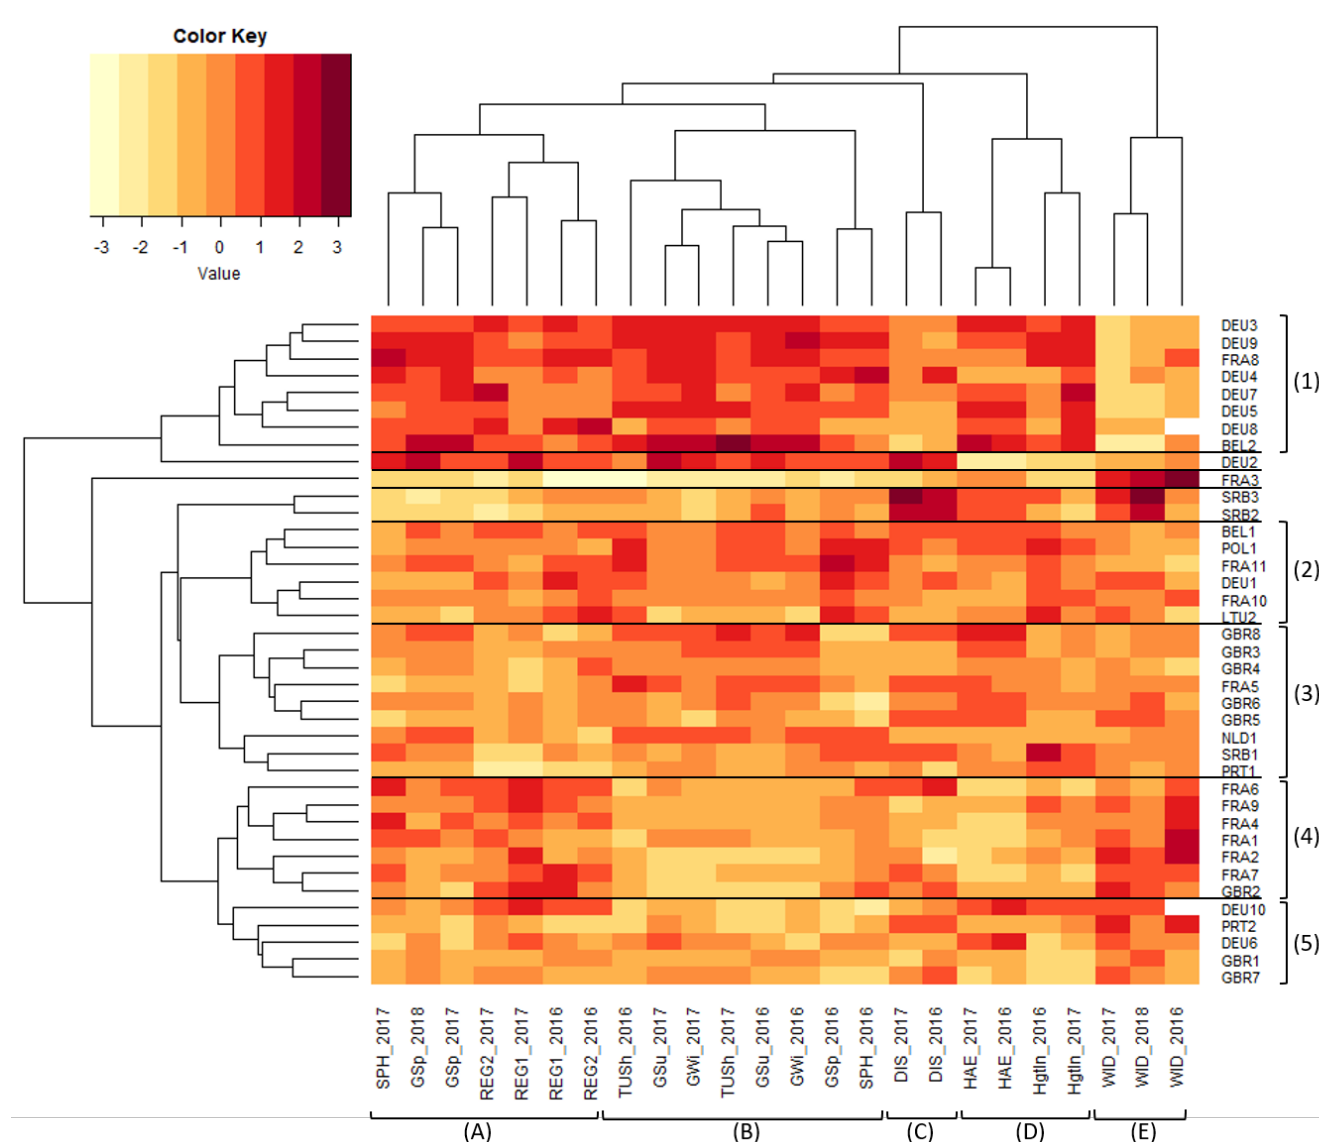 Color Key
-3 -2 -1 0 1 2 3
Value
DEU3
DEU9
FRA8
DEU4
DEU7
DEU5
DEU8
BEL2
(1)
DEU2
FRA3
SRB3
SRB2
BEL1
POL1
FRA11
DEU1
FRA10
LTU2
(2)
GBR8
GBR3
GBR4
FRA5
GBR6
GBR5
NLD1
SRB1
PRT1
(3)
FRA6
FRA9
FRA4
FRA1
FRA2
FRA7
GBR2
(4)
DEU10
PRT2
DEU6
GBR1
GBR7
(5)
SPH_2017
GSp_2018
GSp_2017
REG2_2017
REG1_2017
REG1_2016
REG2_2016
TUSh_2016
GSu_2017
GWi_2017
TUSh_2017
GSu_2016
GWi_2016
GSp_2016
SPH_2016
DIS_2017
DIS_2016
HAE_2017
HAE_2016
Hgtln_2016
Hgtln_2017
WID_2017
WID_2018
WID_2016
(A) (B) (C) (D) (E)